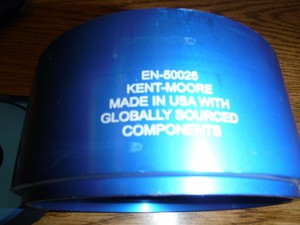 EN-50026
KENT-MOORE
MADE IN USA WITH
GLOBALLY SOURCED
COMPONENTS